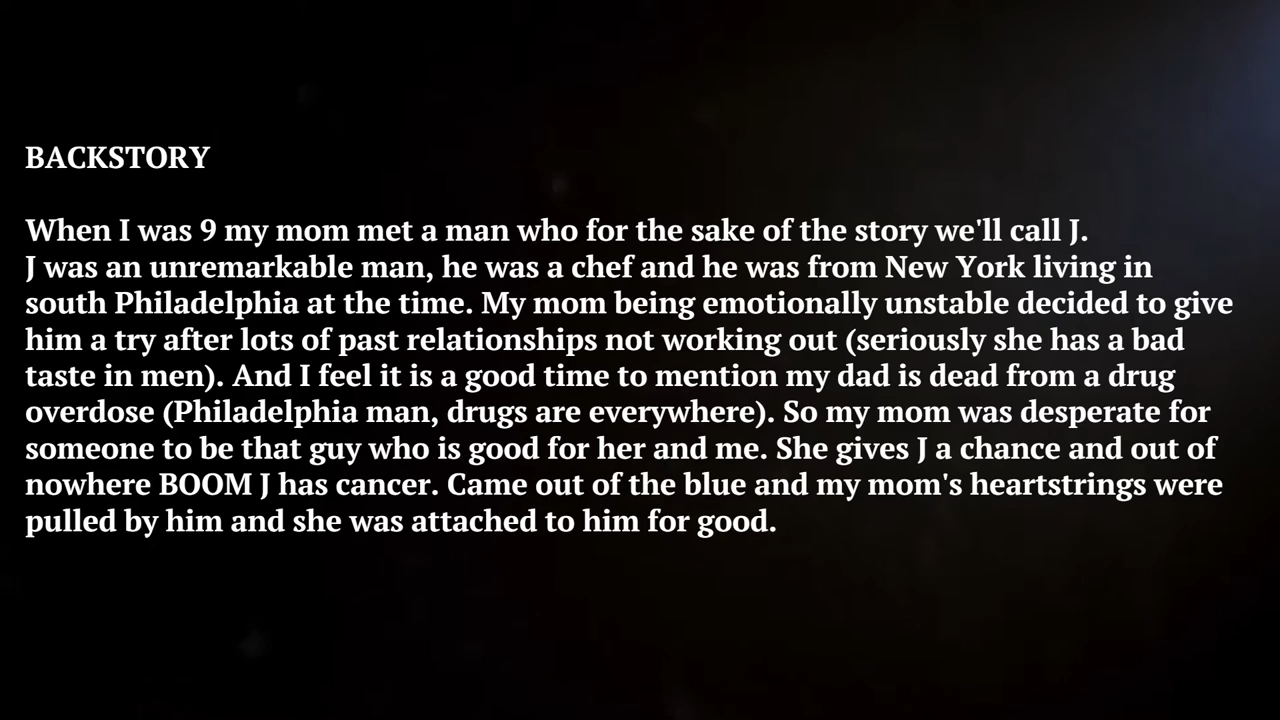 BACKSTORY
When I was 9 my mom met a man who for the sake of the story we'll call J.
J was an unremarkable man, he was a chef and he was from New York living in
south Philadelphia at the time. My mom being emotionally unstable decided to give
him a try after lots of past relationships not working out (seriously she has a bad
taste in men). And I feel it is a good time to mention my dad is dead from a drug
overdose (Philadelphia man, drugs are everywhere). So my mom was desperate for
someone to be that guy who is good for her and me. She gives J a chance and out of
nowhere BOOM J has cancer. Came out of the blue and my mom's heartstrings were
pulled by him and she was attached to him for good.